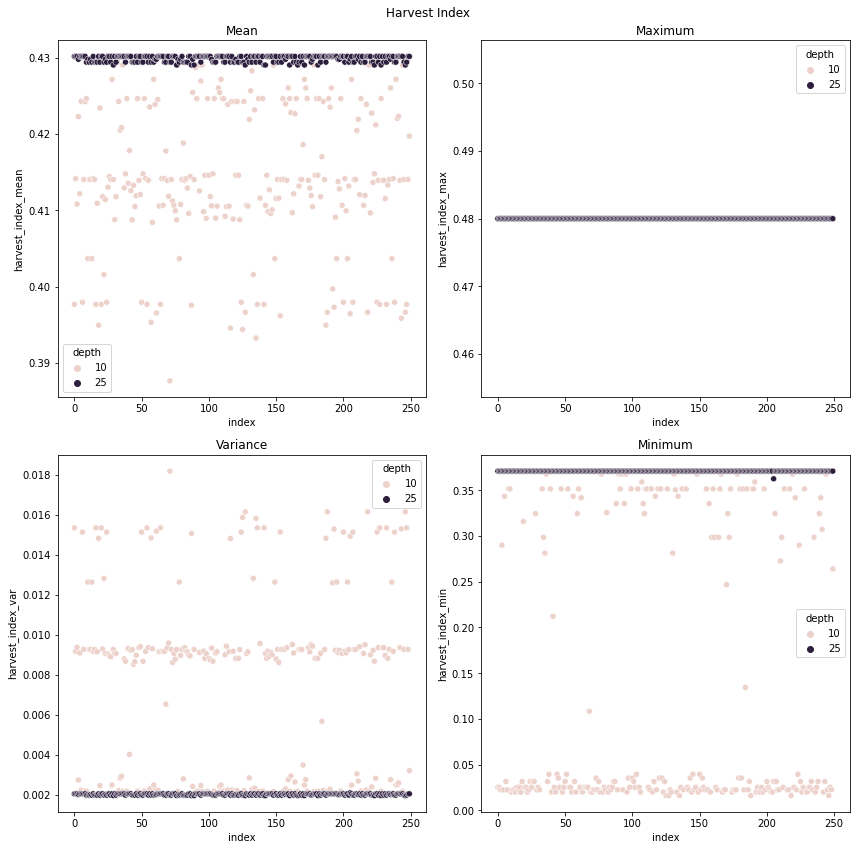 Harvest Index
Mean
harvest_index_mean
0.43
0.42
0.41
0.40
0.39
depth
10
25
0 50 100 150 200 250
index
Maximum
harvest_index_max
0.50
0.49
0.48
0.47
0.46
depth
10
25
0 50 100 150 200 250
index
Variance
harvest_index_var
0.018
0.016
0.014
0.012
0.010
0.008
0.006
0.004
0.002
depth
10
25
0 50 100 150 200 250
index
Minimum
harvest_index_min
0.35
0.30
0.25
0.20
0.15
0.10
0.05
0.00
depth
10
25
0 50 100 150 200 250
index